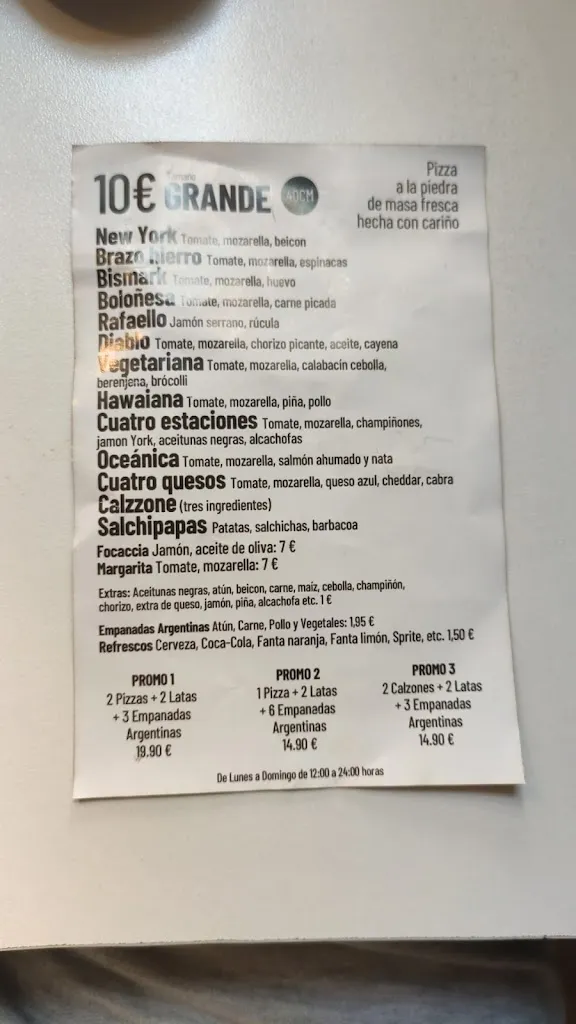 10€ Tamaño GRANDE 40CM
Pizza
a la piedra
de masa fresca
hecha con cariño
New York Tomate, mozarella, beicon
Brazo Hierro Tomate, mozarella, espinacas
Bismark Tomate, mozarella, huevo
Boloñesa Tomate, mozarella, carne picada
Rafaello Jamón serrano, rúcula
Diablo Tomate, mozarella, chorizo picante, aceite, cayena
Vegetariana Tomate, mozarella, calabacín cebolla,
berenjena, brócolli
Hawaiana Tomate, mozarella, piña, pollo
Cuatro estaciones Tomate, mozarella, champiñones,
jamon York, aceitunas negras, alcachofas
Oceánica Tomate, mozarella, salmón ahumado y nata
Cuatro quesos Tomate, mozarella, queso azul, cheddar, cabra
Calzzone (tres ingredientes)
Salchipapas Patatas, salchichas, barbacoa
Focaccia Jamón, aceite de oliva: 7 €
Margarita Tomate, mozarella: 7 €
Extras: Aceitunas negras, atún, beicon, carne, maíz, cebolla, champiñón,
chorizo, extra de queso, jamón, piña, alcachofa etc. 1 €
Empanadas Argentinas Atún, Carne, Pollo y Vegetales: 1,95 €
Refrescos Cerveza, Coca-Cola, Fanta naranja, Fanta limón, Sprite, etc. 1,50 €
PROMO 1
2 Pizzas + 2 Latas
+ 3 Empanadas
Argentinas
19.90 €
PROMO 2
1 Pizza + 2 Latas
+ 6 Empanadas
Argentinas
14.90 €
PROMO 3
2 Calzones + 2 Latas
+ 3 Empanadas
Argentinas
14.90 €
De Lunes a Domingo de 12:00 a 24:00 horas